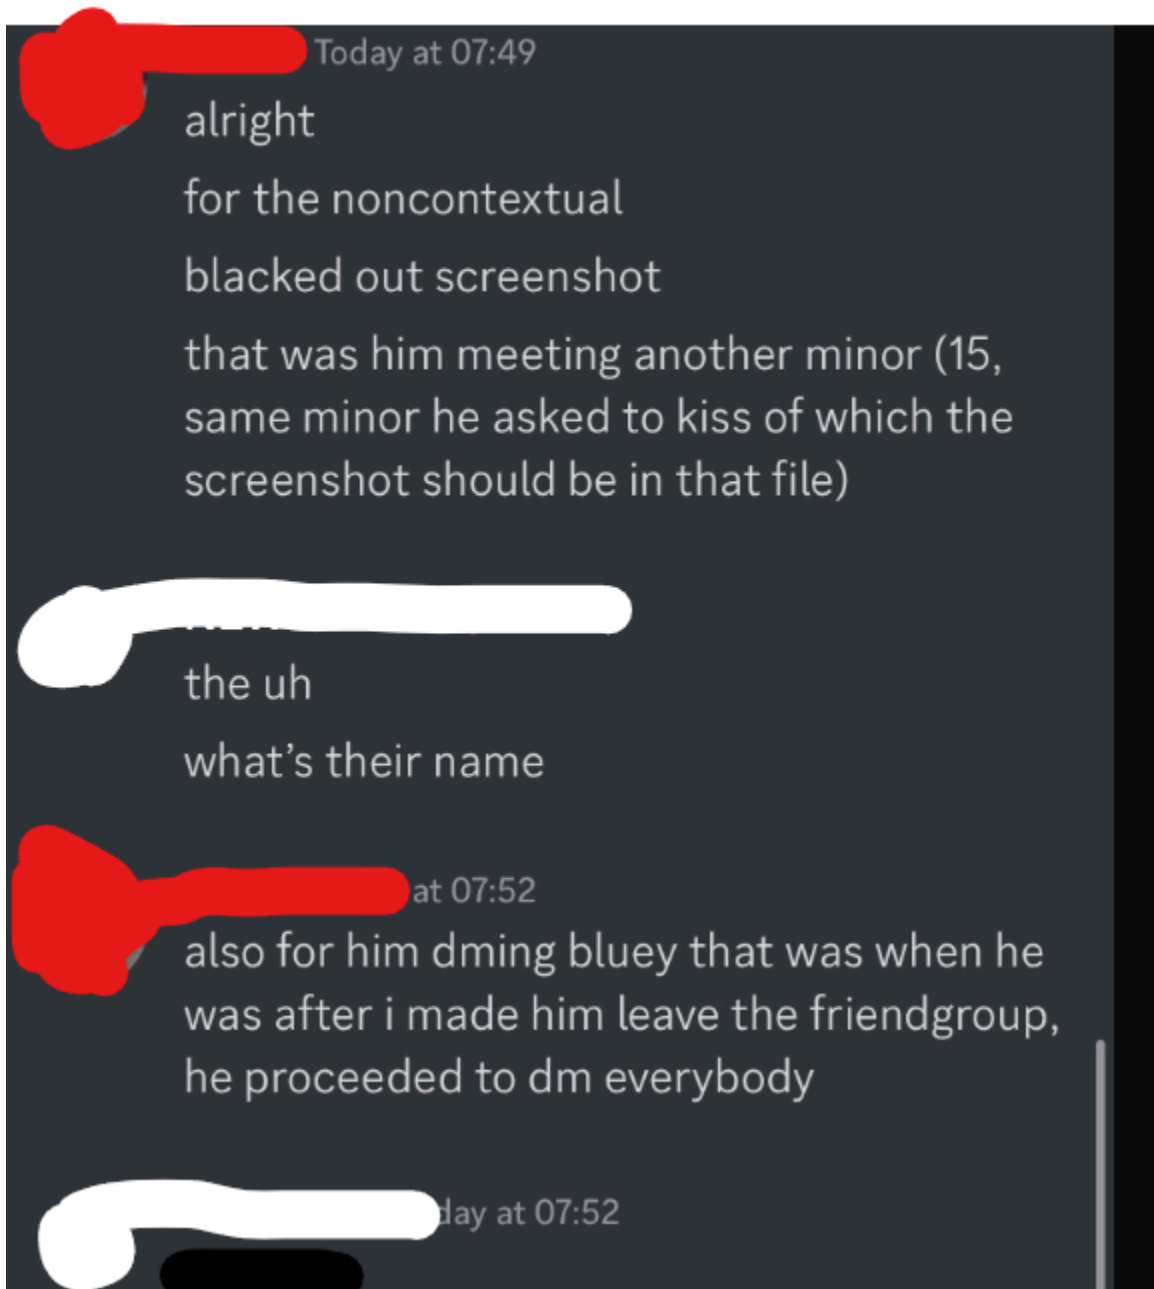 Today at 07:49
alright
for the noncontextual
blacked out screenshot
that was him meeting another minor (15,
same minor he asked to kiss of which the
screenshot should be in that file)
the uh
what's their name
at 07:52
also for him dming bluey that was when he
was after i made him leave the friendgroup,
he proceeded to dm everybody
day at 07:52